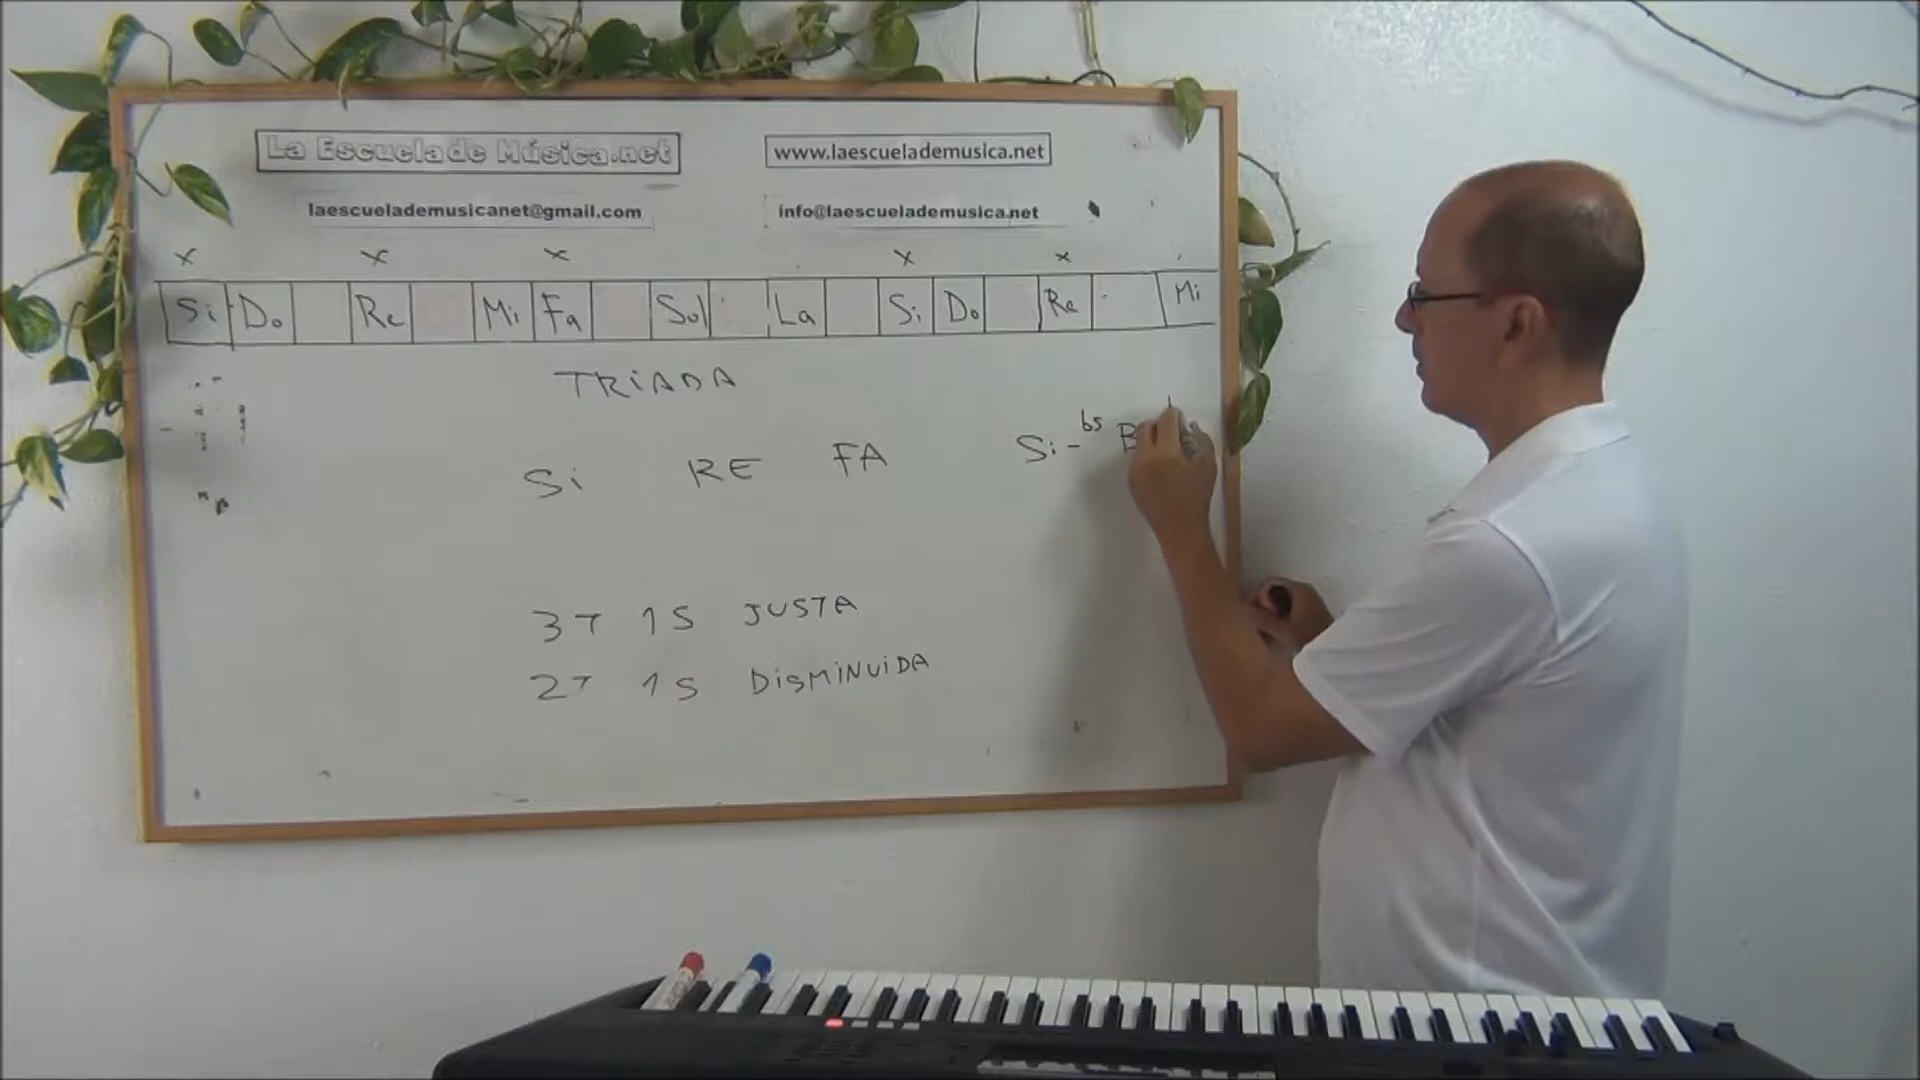 La Escuela de Música.net www.laescuelademusica.net
laescuelademusicanet@gmail.com info@laescuelademusica.net
x x x x x
Si Do Re Mi Fa Sol La Si Do Re Mi
TRiADA
Si RE FA Si-b5 B
3T 1S JUSTA
2T 1S DiSMiNUiDA